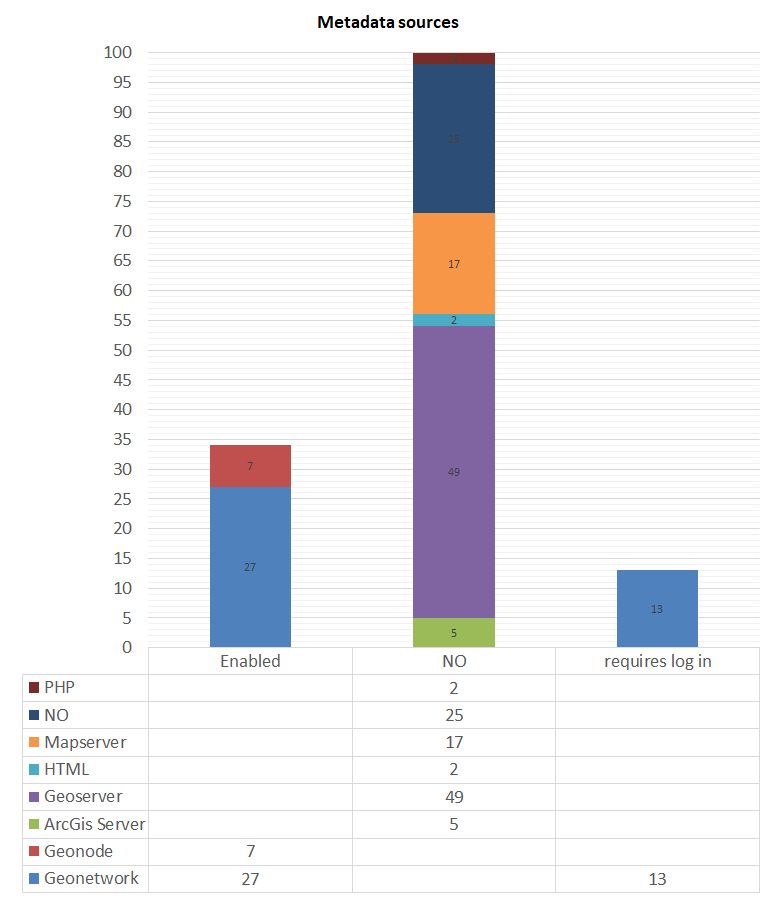 Metadata sources
100
95
90
85
80
75
70
65
60
55
50
45
40
35
30
25
20
15
10
5
0
25
17
2
49
5
7
27
13
Enabled NO requires log in
PHP 2
NO 25
Mapserver 17
HTML 2
Geoserver 49
ArcGis Server 5
Geonode 7
Geonetwork 27 13